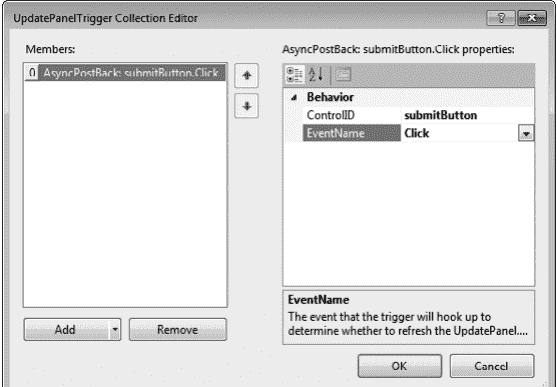 UpdatePanelTrigger Collection Editor
Members:
0 AsyncPostBack: submitButton.Click
Add
Remove
AsyncPostBack: submitButton.Click properties:
Behavior
ControlID submitButton
EventName Click
EventName
The event that the trigger will hook up to
determine whether to refresh the UpdatePanel....
OK
Cancel